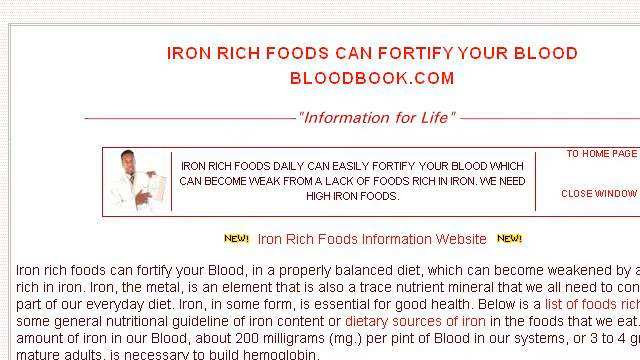 IRON RICH FOODS CAN FORTIFY YOUR BLOOD
BLOODBOOK.COM
"Information for Life"
IRON RICH FOODS DAILY CAN EASILY FORTIFY YOUR BLOOD WHICH
CAN BECOME WEAK FROM A LACK OF FOODS RICH IN IRON. WE NEED
HIGH IRON FOODS.
TO HOME PAGE
CLOSE WINDOW
NEW! Iron Rich Foods Information Website NEW!
Iron rich foods can fortify your Blood, in a properly balanced diet, which can become weakened by a
rich in iron. Iron, the metal, is an element that is also a trace nutrient mineral that we all need to con
part of our everyday diet. Iron, in some form, is essential for good health. Below is a list of foods rich
some general nutritional guideline of iron content or dietary sources of iron in the foods that we eat.
amount of iron in our Blood, about 200 milligrams (mg.) per pint of Blood in our systems, or 3 to 4 g
mature adults, is necessary to build hemoglobin.